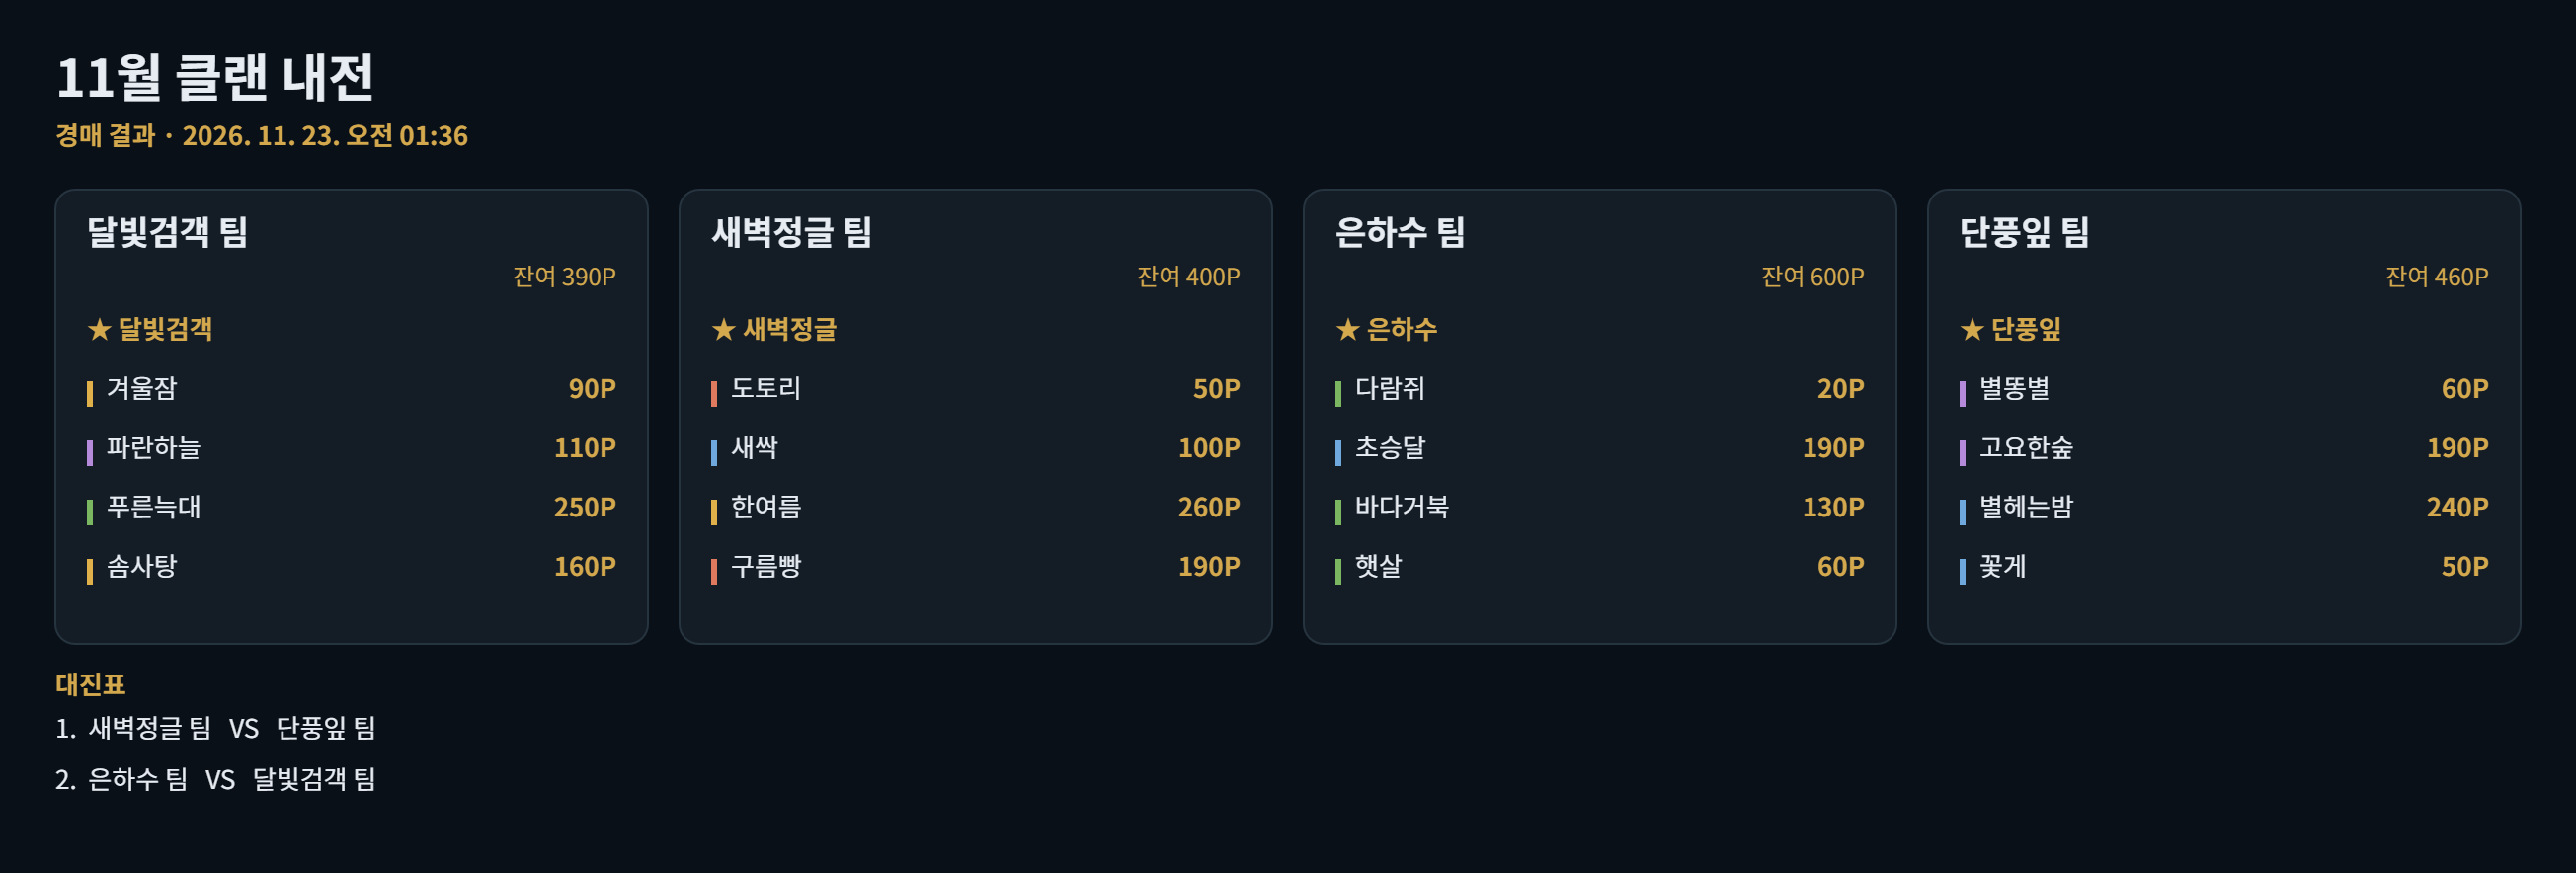 11월 클랜 내전
경매 결과 · 2026. 11. 23. 오전 01:36
달빛검객 팀
잔여 390P
★ 달빛검객
겨울잠 90P
파란하늘 110P
푸른늑대 250P
솜사탕 160P
새벽정글 팀
잔여 400P
★ 새벽정글
도토리 50P
새싹 100P
한여름 260P
구름빵 190P
은하수 팀
잔여 600P
★ 은하수
다람쥐 20P
초승달 190P
바다거북 130P
햇살 60P
단풍잎 팀
잔여 460P
★ 단풍잎
별똥별 60P
고요한숲 190P
별헤는밤 240P
꽃게 50P
대진표
1. 새벽정글 팀 VS 단풍잎 팀
2. 은하수 팀 VS 달빛검객 팀